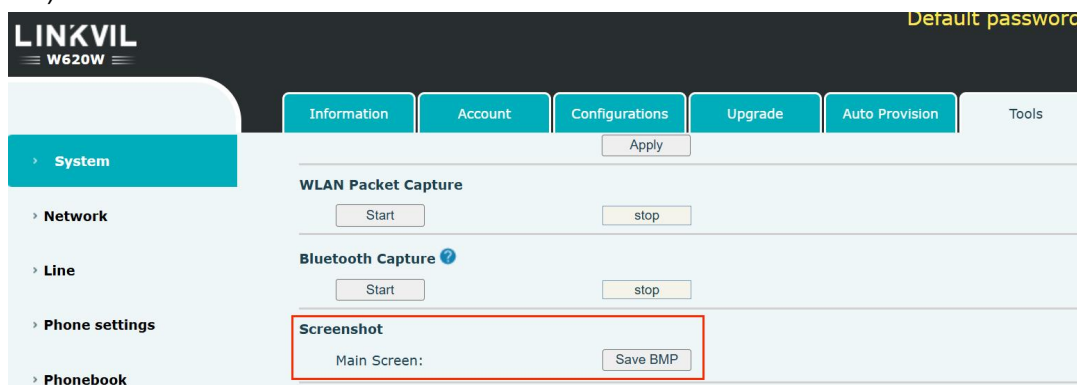 Default password
LINKVIL
W620W
Information Account Configurations Upgrade Auto Provision Tools
Apply
› System
WLAN Packet Capture
Start stop
› Network
Bluetooth Capture ?
› Line
Start stop
› Phone settings
Screenshot
Main Screen: Save BMP
› Phonebook